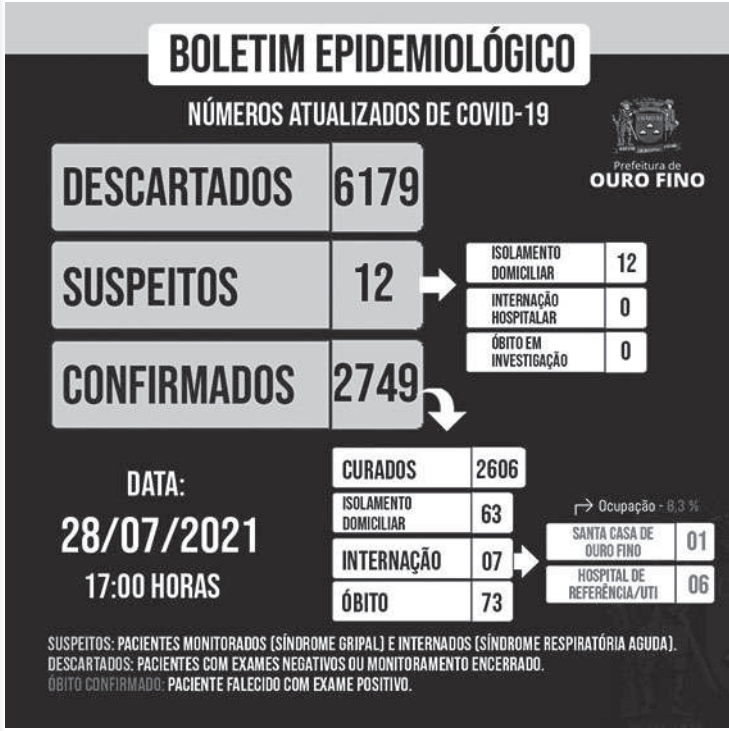 BOLETIM EPIDEMIOLÓGICO
NÚMEROS ATUALIZADOS DE COVID-19
Prefeitura de
OURO FINO
DESCARTADOS 6179
SUSPEITOS 12
ISOLAMENTO
DOMICILIAR 12
INTERNAÇÃO
HOSPITALAR 0
ÓBITO EM
INVESTIGAÇÃO 0
CONFIRMADOS 2749
CURADOS 2606
ISOLAMENTO
DOMICILIAR 63
INTERNAÇÃO 07
ÓBITO 73
Ocupação - 8,3 %
SANTA CASA DE
OURO FINO 01
HOSPITAL DE
REFERÊNCIA/UTI 06
DATA:
28/07/2021
17:00 HORAS
SUSPEITOS: PACIENTES MONITORADOS (SÍNDROME GRIPAL) E INTERNADOS (SÍNDROME RESPIRATÓRIA AGUDA).
DESCARTADOS: PACIENTES COM EXAMES NEGATIVOS OU MONITORAMENTO ENCERRADO.
ÓBITO CONFIRMADO: PACIENTE FALECIDO COM EXAME POSITIVO.